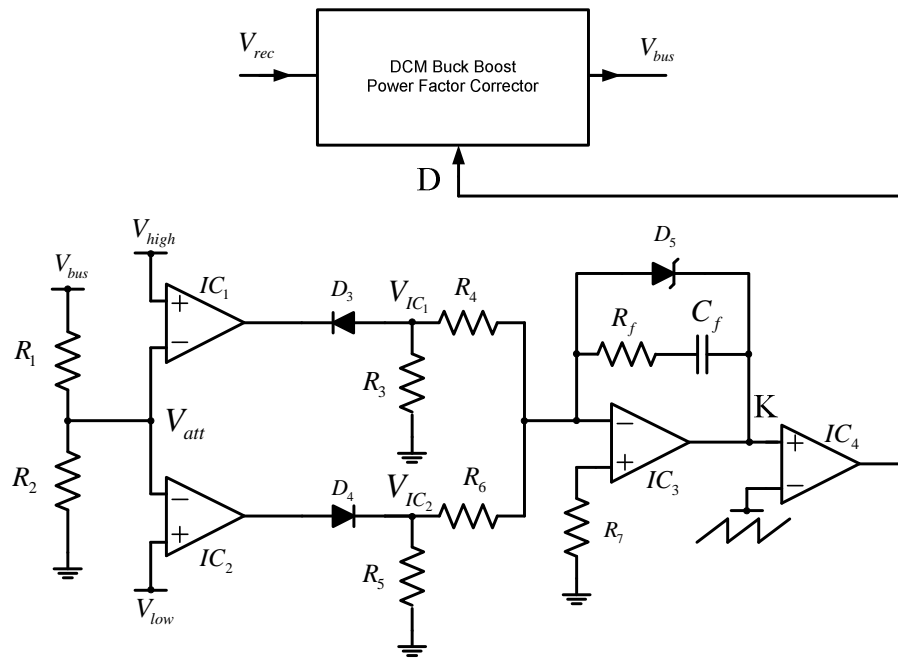 V_rec
DCM Buck Boost
Power Factor Corrector
V_bus
D
V_high
V_bus
IC_1
D_3
V_IC_1
R_4
D_5
R_1
R_f
C_f
R_3
K
V_att
IC_4
R_2
D_4
V_IC_2
R_6
IC_3
IC_2
R_7
R_5
V_low
+
−
−
+
−
+
+
−